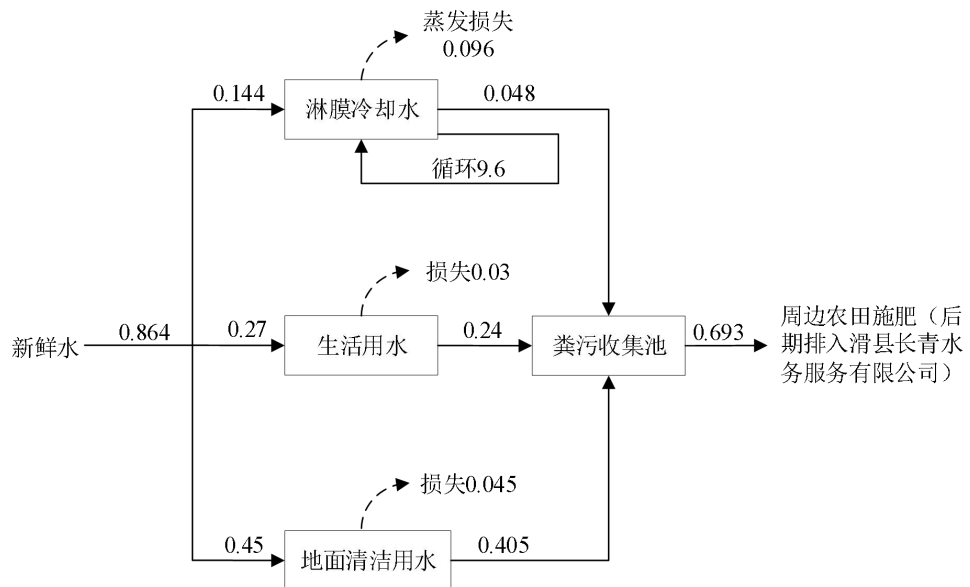 蒸发损失
0.096
0.144
淋膜冷却水
0.048
循环9.6
损失0.03
新鲜水
0.864
0.27
生活用水
0.24
粪污收集池
0.693
周边农田施肥（后
期排入滑县长青水
务服务有限公司）
损失0.045
0.45
地面清洁用水
0.405